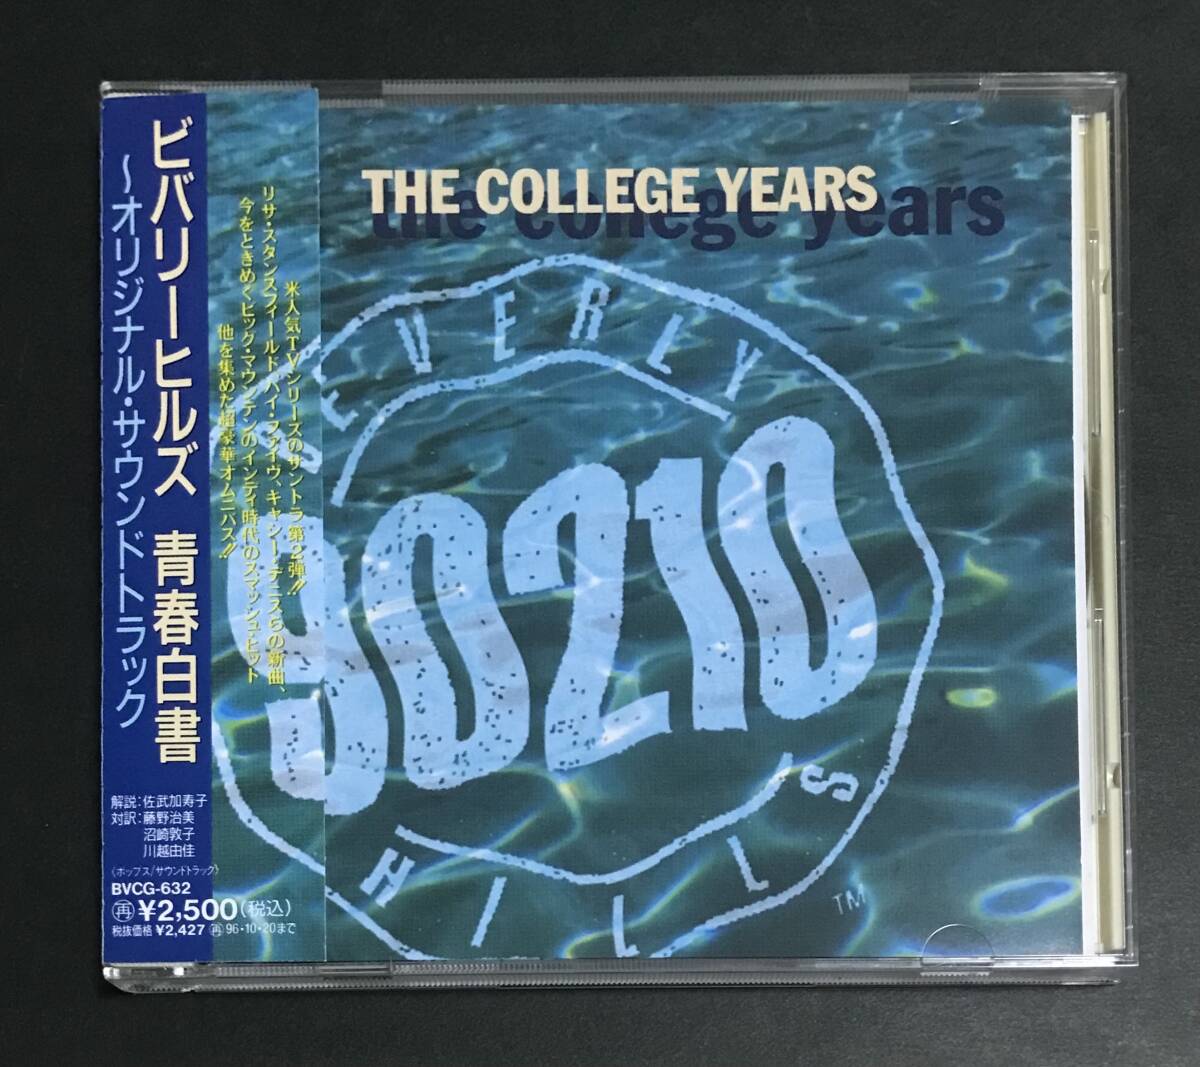 ビバリーヒルズ 青春白書
～オリジナル・サウンドトラック
米人気TVシリーズのサントラ第2弾!!
リサ・スタンスフィールド、ハイ・ファイヴ、キャシー・デニスらの新曲、
今をときめくビッグ・マウンテンのインディ時代のスマッシュ・ヒット
他を集めた超豪華オムニバス!!
解説：佐武加寿子
対訳：藤野治美
沼崎敦子
川越由佳
〈ポップス/サウンドトラック〉
BVCG-632
再 ¥2,500(税込)
税抜価格 ¥2,427 再 96・10・20まで
THE COLLEGE YEARS
the college years
BEVERLY
90210
HILLS
TM